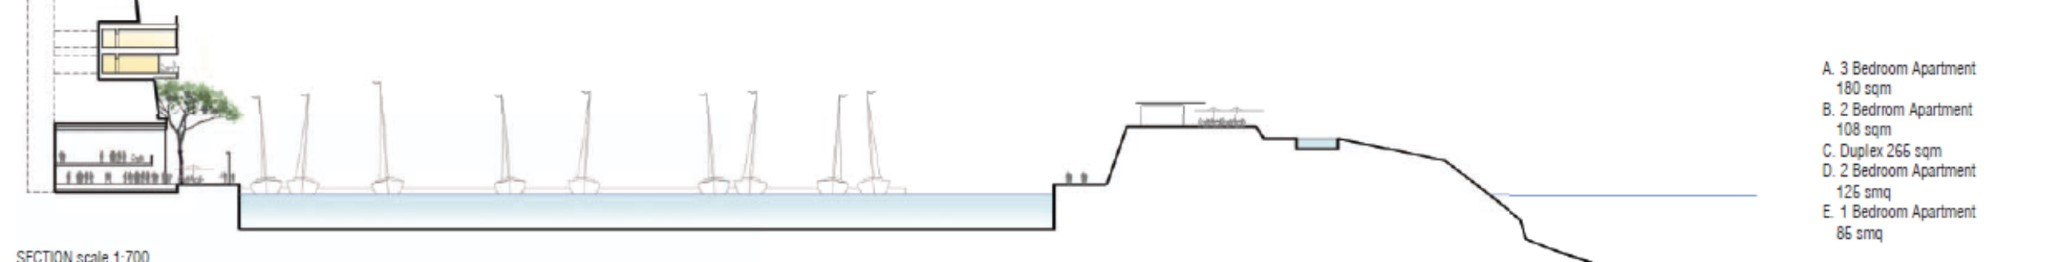 A. 3 Bedroom Apartment
180 sqm
B. 2 Bedrrom Apartment
108 sqm
C. Duplex 266 sqm
D. 2 Bedroom Apartment
126 smq
E. 1 Bedroom Apartment
86 smq
SECTION scale 1:700